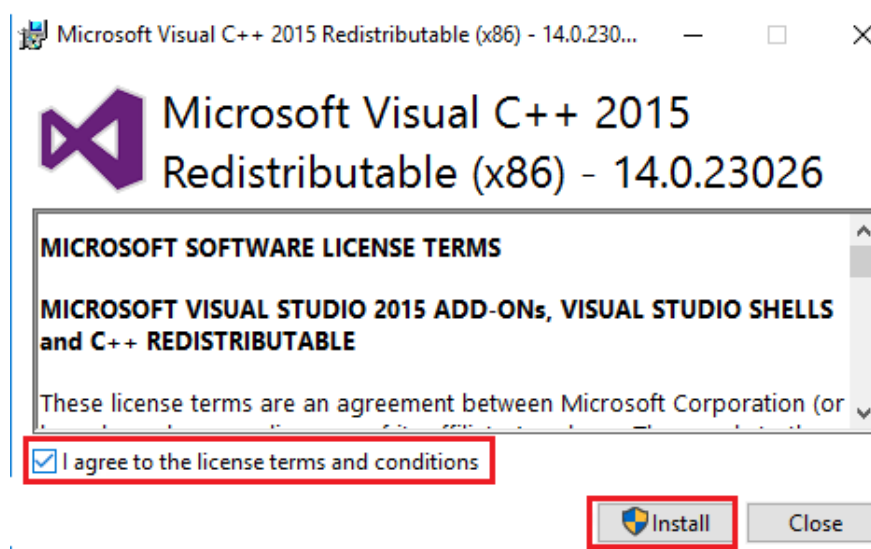 Microsoft Visual C++ 2015 Redistributable (x86) - 14.0.230...
Microsoft Visual C++ 2015
Redistributable (x86) - 14.0.23026
MICROSOFT SOFTWARE LICENSE TERMS
MICROSOFT VISUAL STUDIO 2015 ADD-ONs, VISUAL STUDIO SHELLS
and C++ REDISTRIBUTABLE
These license terms are an agreement between Microsoft Corporation (or
I agree to the license terms and conditions
Install
Close